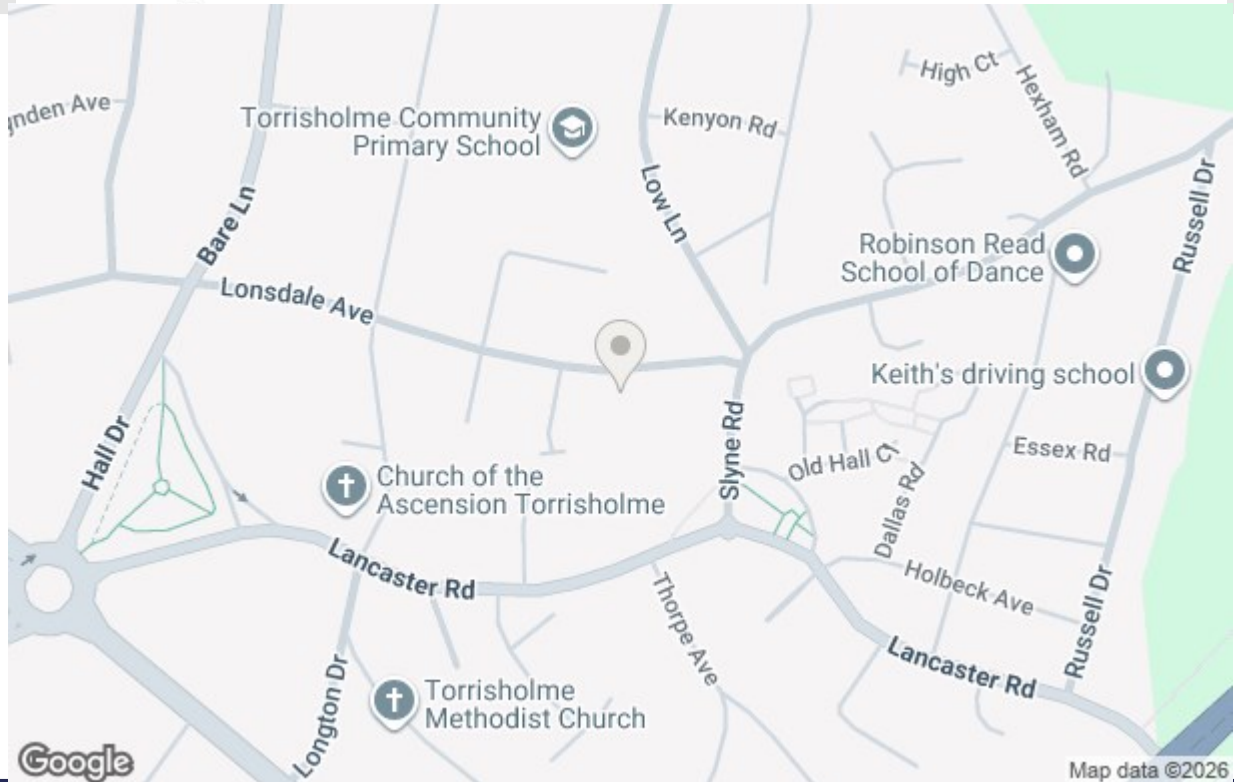 High Ct
Hexham Rd
Torrisholme Community
Primary School
Kenyon Rd
Bare Ln
Low Ln
Russell Dr
Robinson Read
School of Dance
Lonsdale Ave
Keith's driving school
Hall Dr
Slyne Rd
Essex Rd
Old Hall Ct
Church of the
Ascension Torrisholme
Dallas Rd
Lancaster Rd
Holbeck Ave
Thorpe Ave
Russell Dr
Lancaster Rd
Longton Dr
Torrisholme
Methodist Church
Google
Map data ©2026